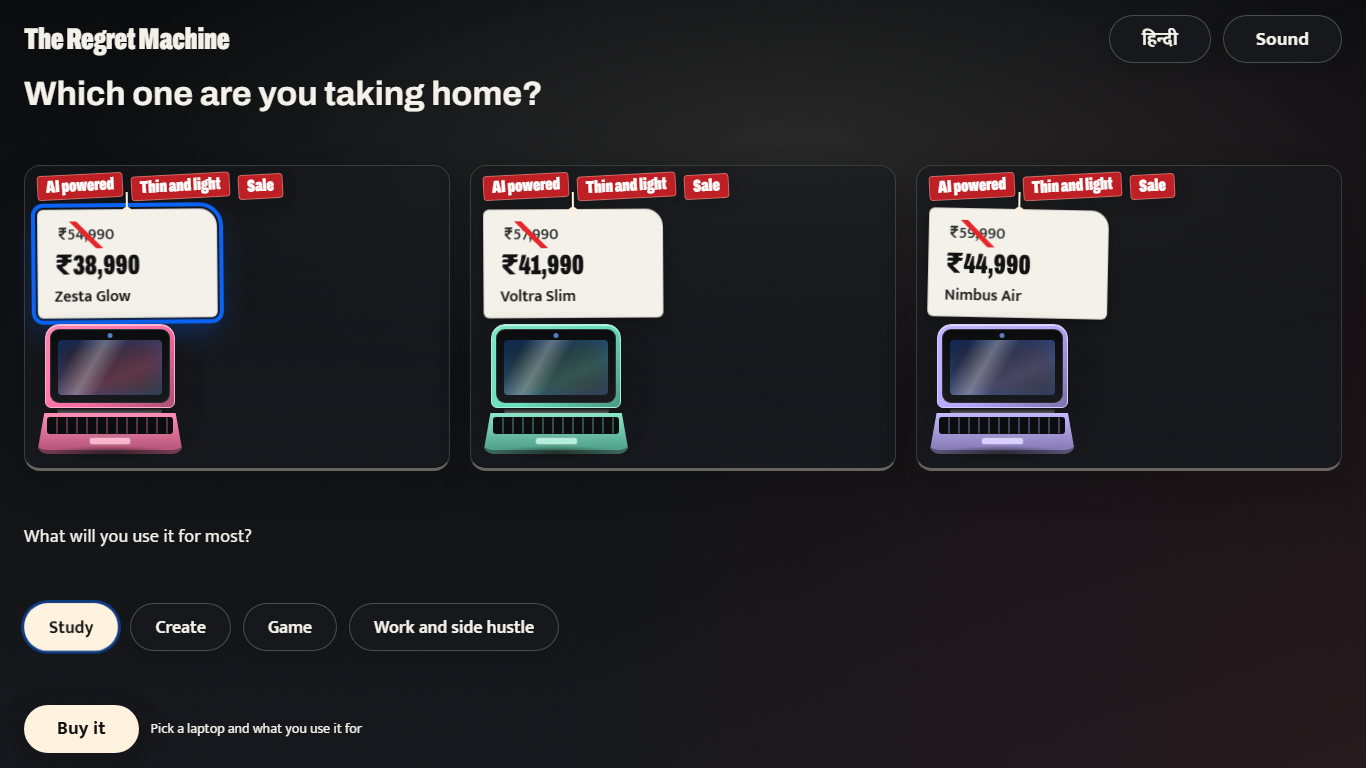 The Regret Machine
हिन्दी
Sound
Which one are you taking home?
AI powered
Thin and light
Sale
₹54,990
₹38,990
Zesta Glow
AI powered
Thin and light
Sale
₹57,990
₹41,990
Voltra Slim
AI powered
Thin and light
Sale
₹59,990
₹44,990
Nimbus Air
What will you use it for most?
Study
Create
Game
Work and side hustle
Buy it
Pick a laptop and what you use it for